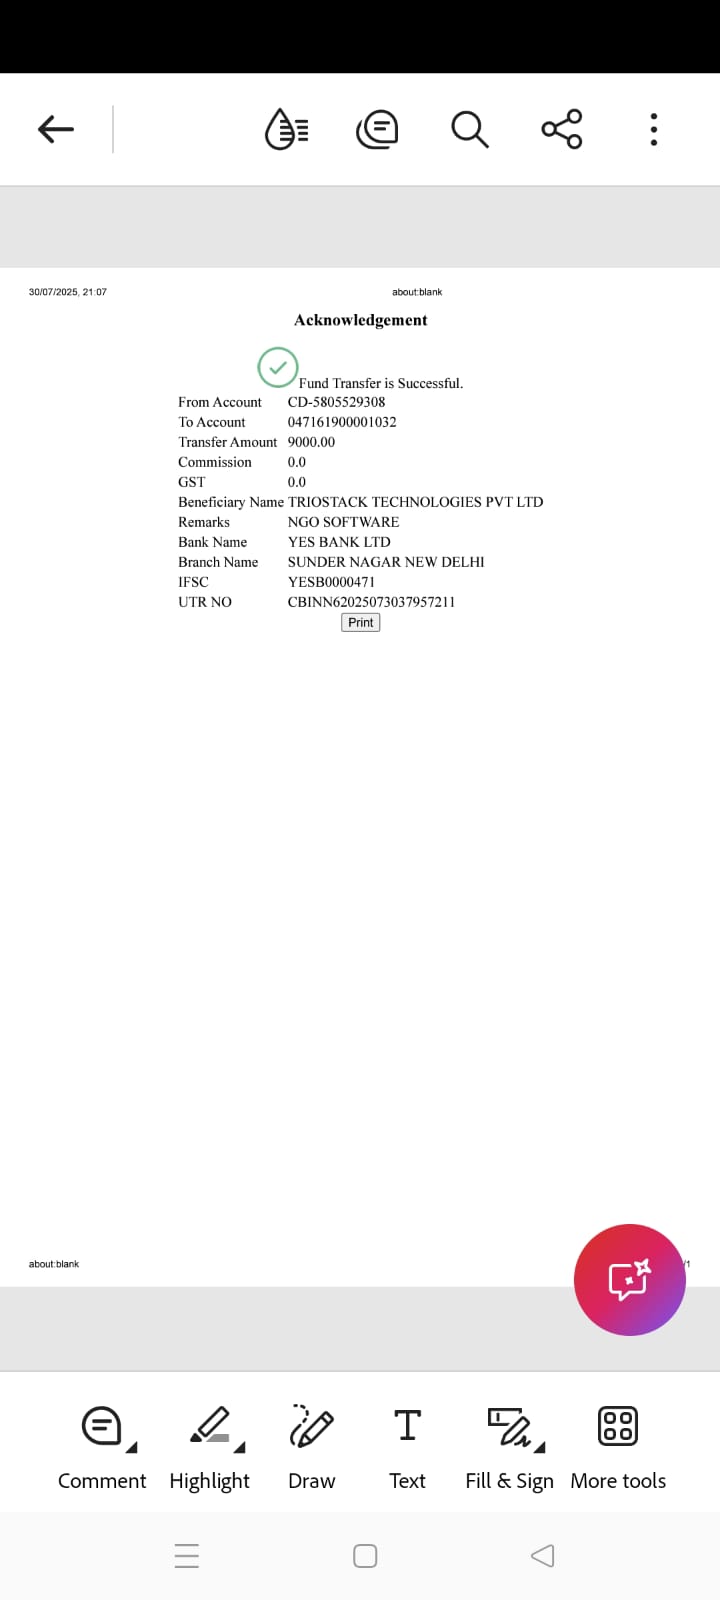 30/07/2025, 21:07
about:blank
Acknowledgement
Fund Transfer is Successful.
From Account CD-5805529308
To Account 047161900001032
Transfer Amount 9000.00
Commission 0.0
GST 0.0
Beneficiary Name TRIOSTACK TECHNOLOGIES PVT LTD
Remarks NGO SOFTWARE
Bank Name YES BANK LTD
Branch Name SUNDER NAGAR NEW DELHI
IFSC YESB0000471
UTR NO CBINN62025073037957211
Print
about:blank
/1
Comment Highlight Draw Text Fill & Sign More tools